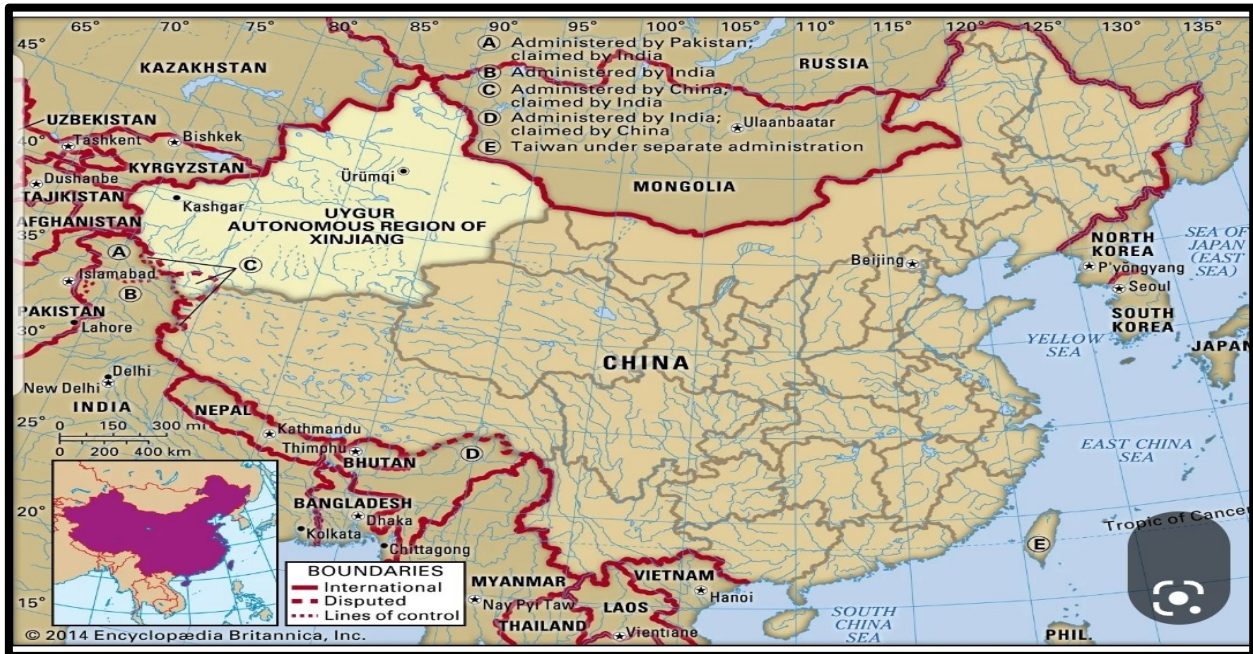 65° 70° 75° 80° 85° 90° 95° 100° 105° 110° 115° 120° 125° 130° 135°
45°
KAZAKHSTAN
A Administered by Pakistan;
claimed by India
B Administered by India
C Administered by China;
claimed by India
D Administered by India;
claimed by China
E Taiwan under separate administration
RUSSIA
Ulaanbaatar
MONGOLIA
UZBEKISTAN
40°
Tashkent
Bishkek
KYRGYZSTAN
Dushanbe
TAJIKISTAN
AFGHANISTAN
35°
Ürümqi
Kashgar
UYGUR
AUTONOMOUS REGION OF
XINJIANG
A
C
Islamabad
B
PAKISTAN
Lahore
30°
Beijing
NORTH
KOREA
P'yŏngyang
Seoul
SOUTH
KOREA
SEA OF
JAPAN
(EAST
SEA)
YELLOW
SEA
JAPAN
CHINA
Delhi
New Delhi
INDIA
25°
NEPAL
Kathmandu
Thimphu
BHUTAN
D
0 150 300 mi
0 200 400 km
EAST CHINA
SEA
BANGLADESH
20°
Dhaka
Kolkata
Chittagong
Tropic of Cancer
E
BOUNDARIES
International
Disputed
Lines of control
MYANMAR
Nay Pyi Taw
THAILAND
VIETNAM
Hanoi
LAOS
Vientiane
15°
SOUTH
CHINA
SEA
PHIL.
© 2014 Encyclopædia Britannica, Inc.